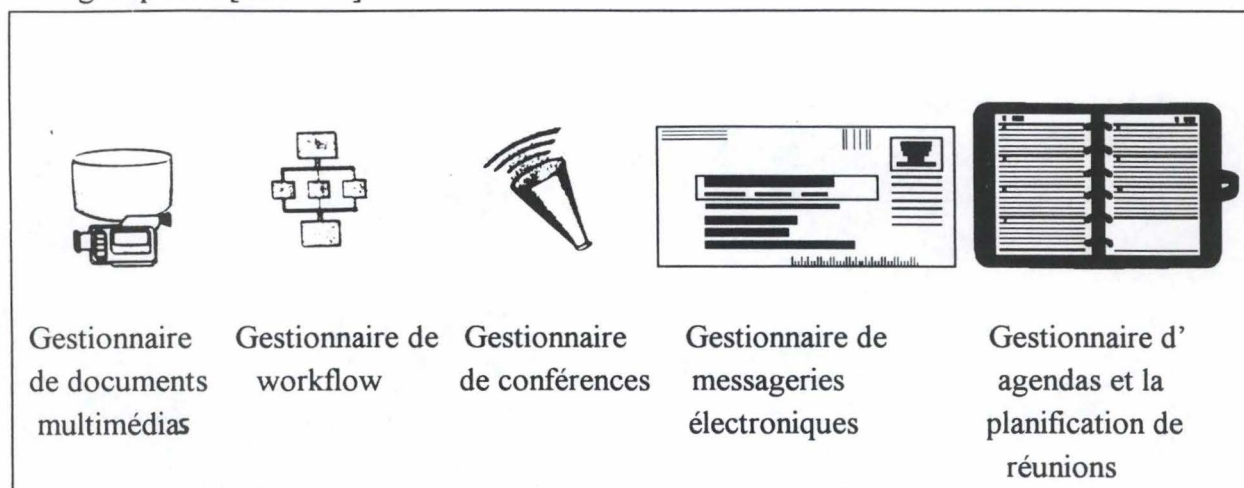 Gestionnaire
de documents
multimédias
Gestionnaire de
workflow
Gestionnaire
de conférences
Gestionnaire de
messageries
électroniques
Gestionnaire d'
agendas et la
planification de
réunions